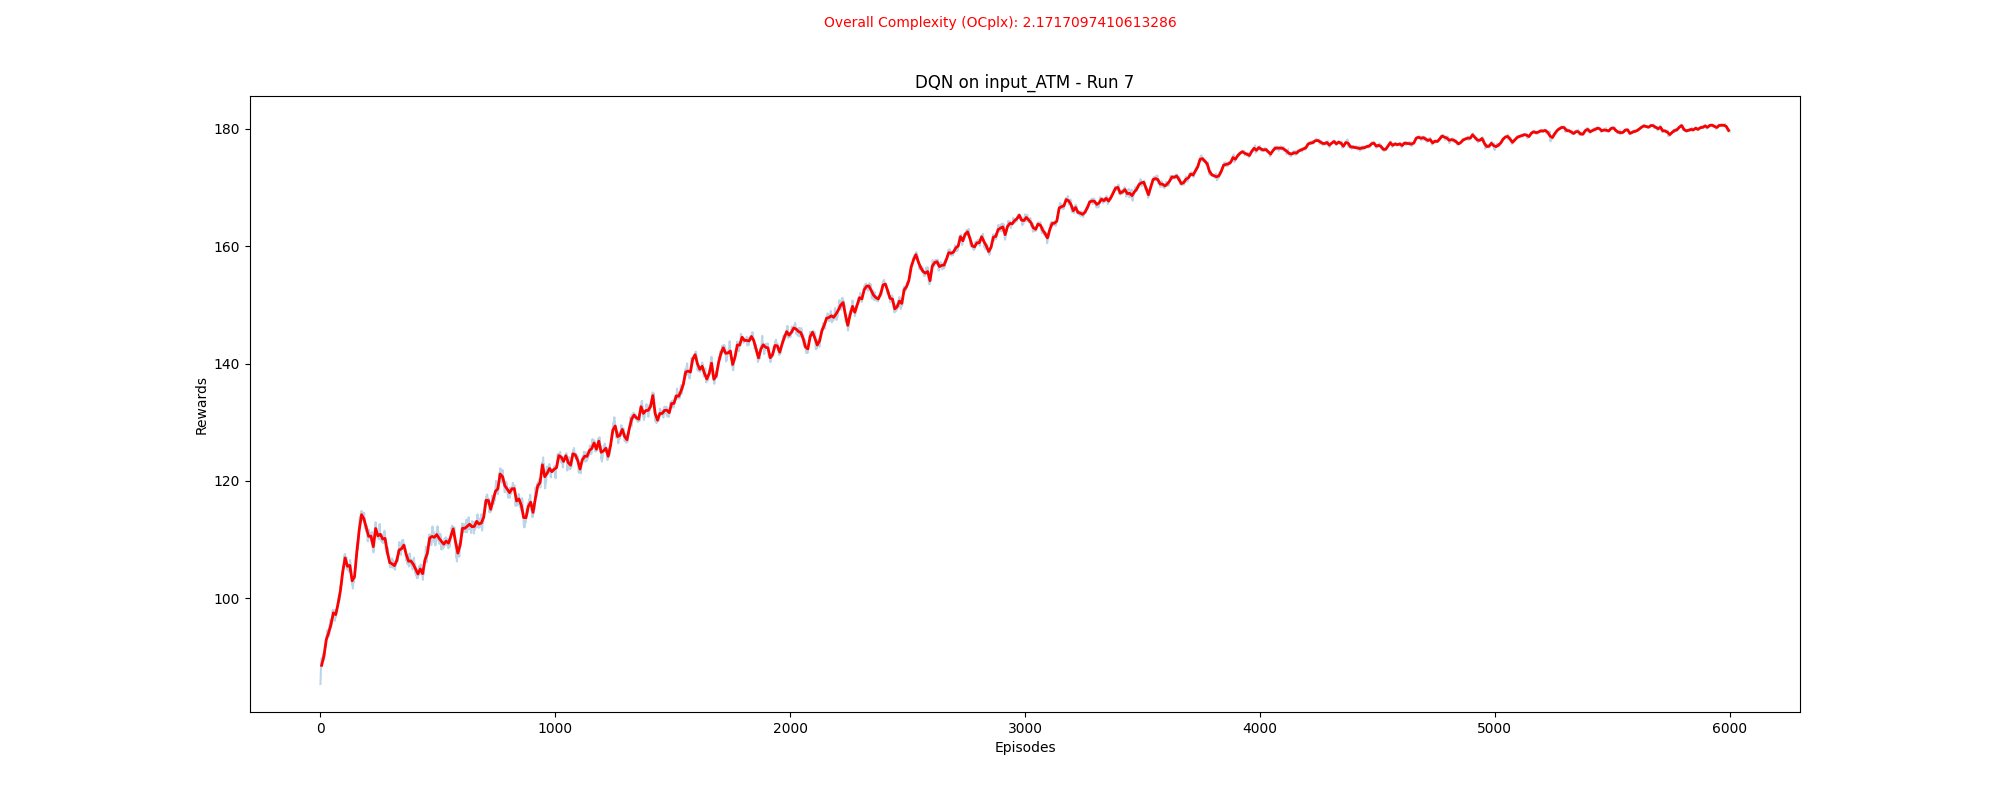 Overall Complexity (OCplx): 2.1717097410613286
DQN on input_ATM - Run 7
180
160
140
120
100
Rewards
0 1000 2000 3000 4000 5000 6000
Episodes